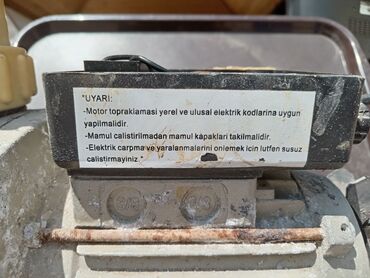 *UYARI:
-Motor topraklamasi yerel ve ulusal elektrik kodlarina uygun
yapilmalidir.
-Mamul calistirilmadan mamul kapaklari takilmalidir.
-Elektrik carpma ve yaralanmalarini onlemek icin lutfen susuz
calistirmayiniz.